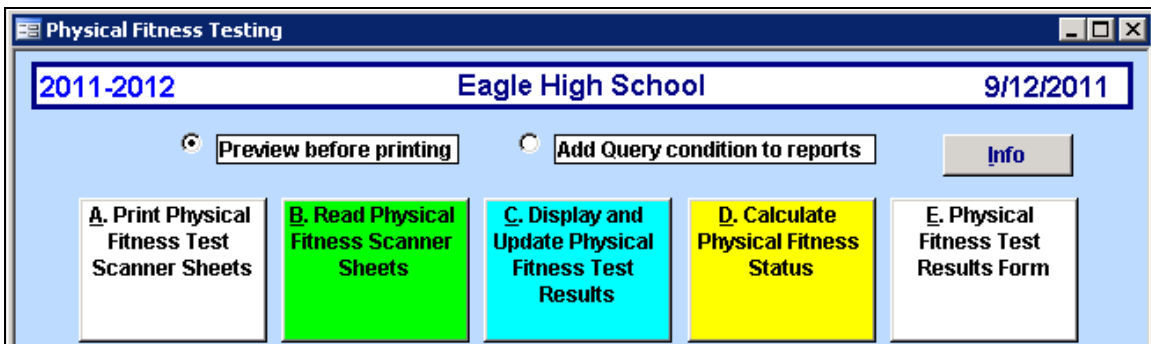 Physical Fitness Testing
2011-2012 Eagle High School 9/12/2011
Preview before printing Add Query condition to reports Info
A. Print Physical
Fitness Test
Scanner Sheets
B. Read Physical
Fitness Scanner
Sheets
C. Display and
Update Physical
Fitness Test
Results
D. Calculate
Physical Fitness
Status
E. Physical
Fitness Test
Results Form